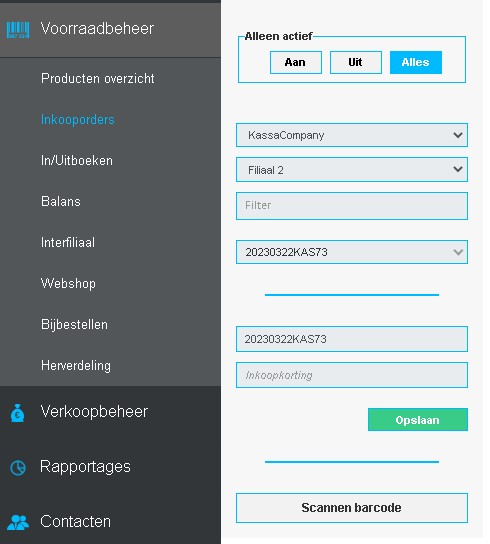 Voorraadbeheer
Producten overzicht
Inkooporders
In/Uitboeken
Balans
Interfiliaal
Webshop
Bijbestellen
Herverdeling
Verkoopbeheer
Rapportages
Contacten
Alleen actief
Aan Uit Alles
KassaCompany
Filiaal 2
Filter
20230322KAS73
20230322KAS73
Inkoopkorting
Opslaan
Scannen barcode